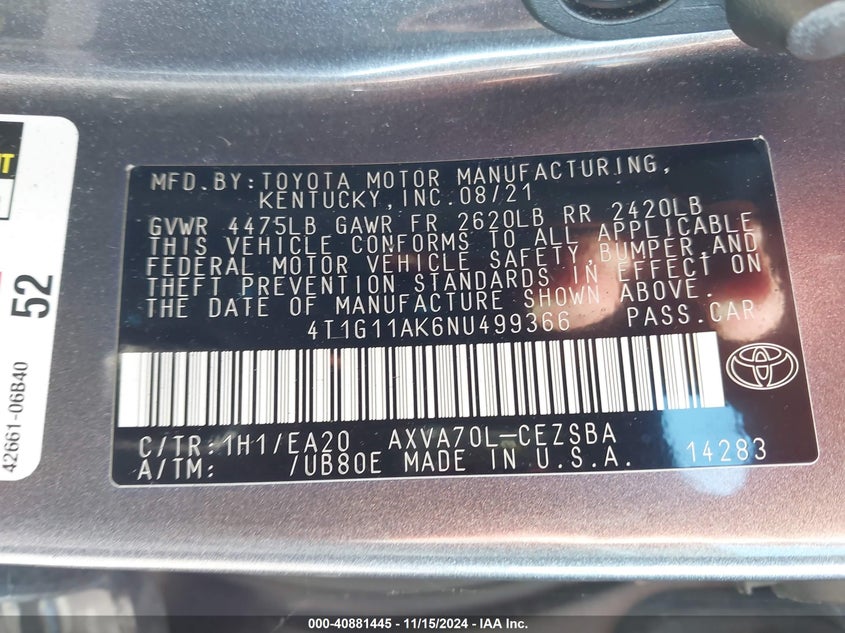 MFD.BY:TOYOTA MOTOR MANUFACTURING,
KENTUCKY,INC.08/21
GVWR 4475LB GAWR FR 2620LB RR 2420LB
THIS VEHICLE CONFORMS TO ALL APPLICABLE
FEDERAL MOTOR VEHICLE SAFETY,BUMPER,AND
THEFT PREVENTION STANDARDS IN EFFECT ON
THE DATE OF MANUFACTURE SHOWN ABOVE.
4T1G11AK6NU499366 PASS.CAR
C/TR:1H1/EA20 AXVA70L-CEZSBA
A/TM: /UB80E MADE IN U.S.A. 14283
52
42661-06B40
000-40881445 - 11/15/2024 - IAA Inc.